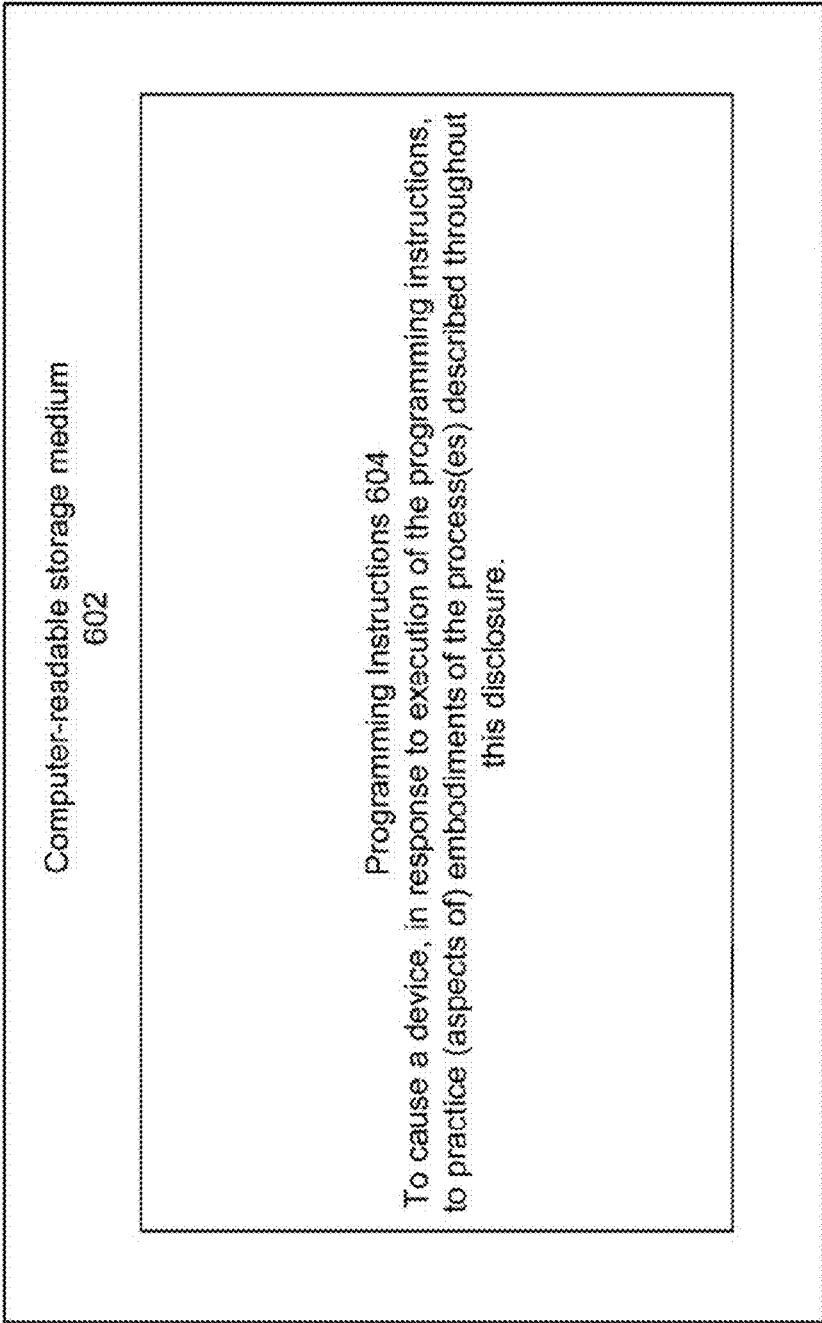 Computer-readable storage medium
602
Programming Instructions 604
To cause a device, in response to execution of the programming instructions,
to practice (aspects of) embodiments of the process(es) described throughout
this disclosure.